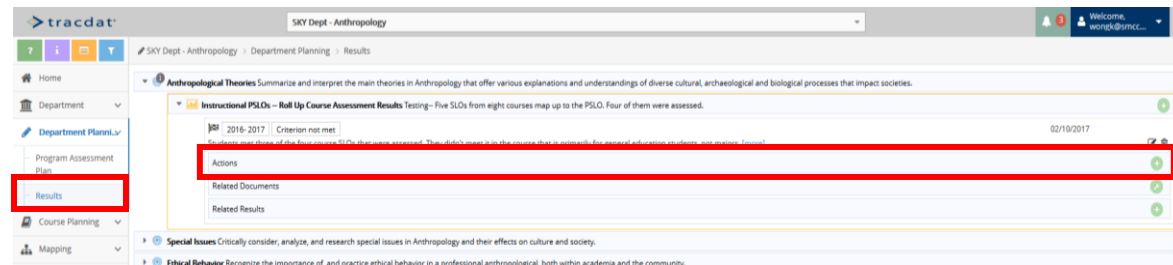 tracdat
SKY Dept - Anthropology
3
Welcome,
wongk@smcc...
? i
SKY Dept - Anthropology > Department Planning > Results
Home
Anthropological Theories Summarize and interpret the main theories in Anthropology that offer various explanations and understandings of diverse cultural, archaeological and biological processes that impact societies.
Department
Instructional PSLOs -- Roll Up Course Assessment Results Testing-- Five SLOs from eight courses map up to the PSLO. Four of them were assessed.
Department Planni...
2016- 2017 Criterion not met 02/10/2017
Students met three of the four course SLOs that were assessed. They didn't meet it in the course that is primarily for general education students, not majors. [more]
Program Assessment
Plan
Actions
Related Documents
Results
Related Results
Course Planning
Mapping
Special Issues Critically consider, analyze, and research special issues in Anthropology and their effects on culture and society.
Ethical Behavior Recognize the importance of, and practice ethical behavior in a professional anthropological, both within academia and the community.